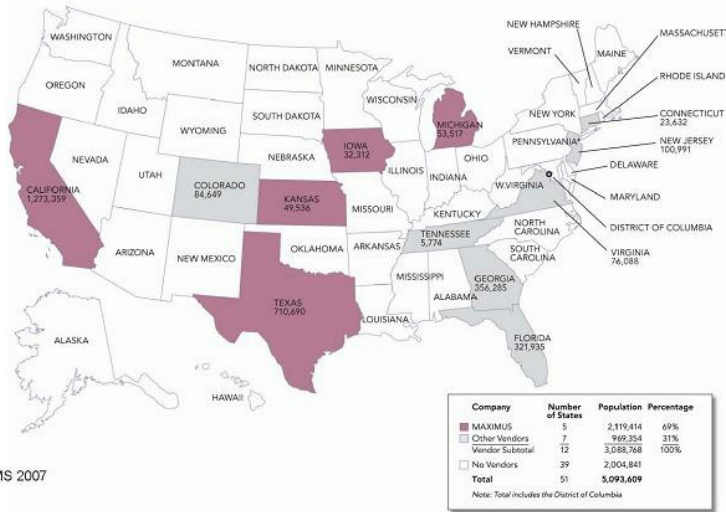 WASHINGTON
OREGON
CALIFORNIA
1,273,359
NEVADA
IDAHO
MONTANA
WYOMING
UTAH
ARIZONA
COLORADO
84,649
NEW MEXICO
NORTH DAKOTA
SOUTH DAKOTA
NEBRASKA
KANSAS
49,536
OKLAHOMA
TEXAS
710,690
MINNESOTA
IOWA
32,312
MISSOURI
ARKANSAS
LOUISIANA
WISCONSIN
ILLINOIS
MICHIGAN
53,517
INDIANA
OHIO
KENTUCKY
TENNESSEE
5,774
MISSISSIPPI
ALABAMA
GEORGIA
356,285
FLORIDA
321,935
SOUTH
CAROLINA
NORTH
CAROLINA
W.VIRGINIA
PENNSYLVANIA*
NEW YORK
VERMONT
NEW HAMPSHIRE
MAINE
MASSACHUSETT
RHODE ISLAND
CONNECTICUT
23,632
NEW JERSEY
100,991
DELAWARE
MARYLAND
DISTRICT OF COLUMBIA
VIRGINIA
76,088
ALASKA
HAWAII
Company Number of States Population Percentage
MAXIMUS 5 2,119,414 69%
Other Vendors 7 969,354 31%
Vendor Subtotal 12 3,088,768 100%
No Vendors 39 2,004,841
Total 51 5,093,609
Note: Total includes the District of Columbia
MS 2007